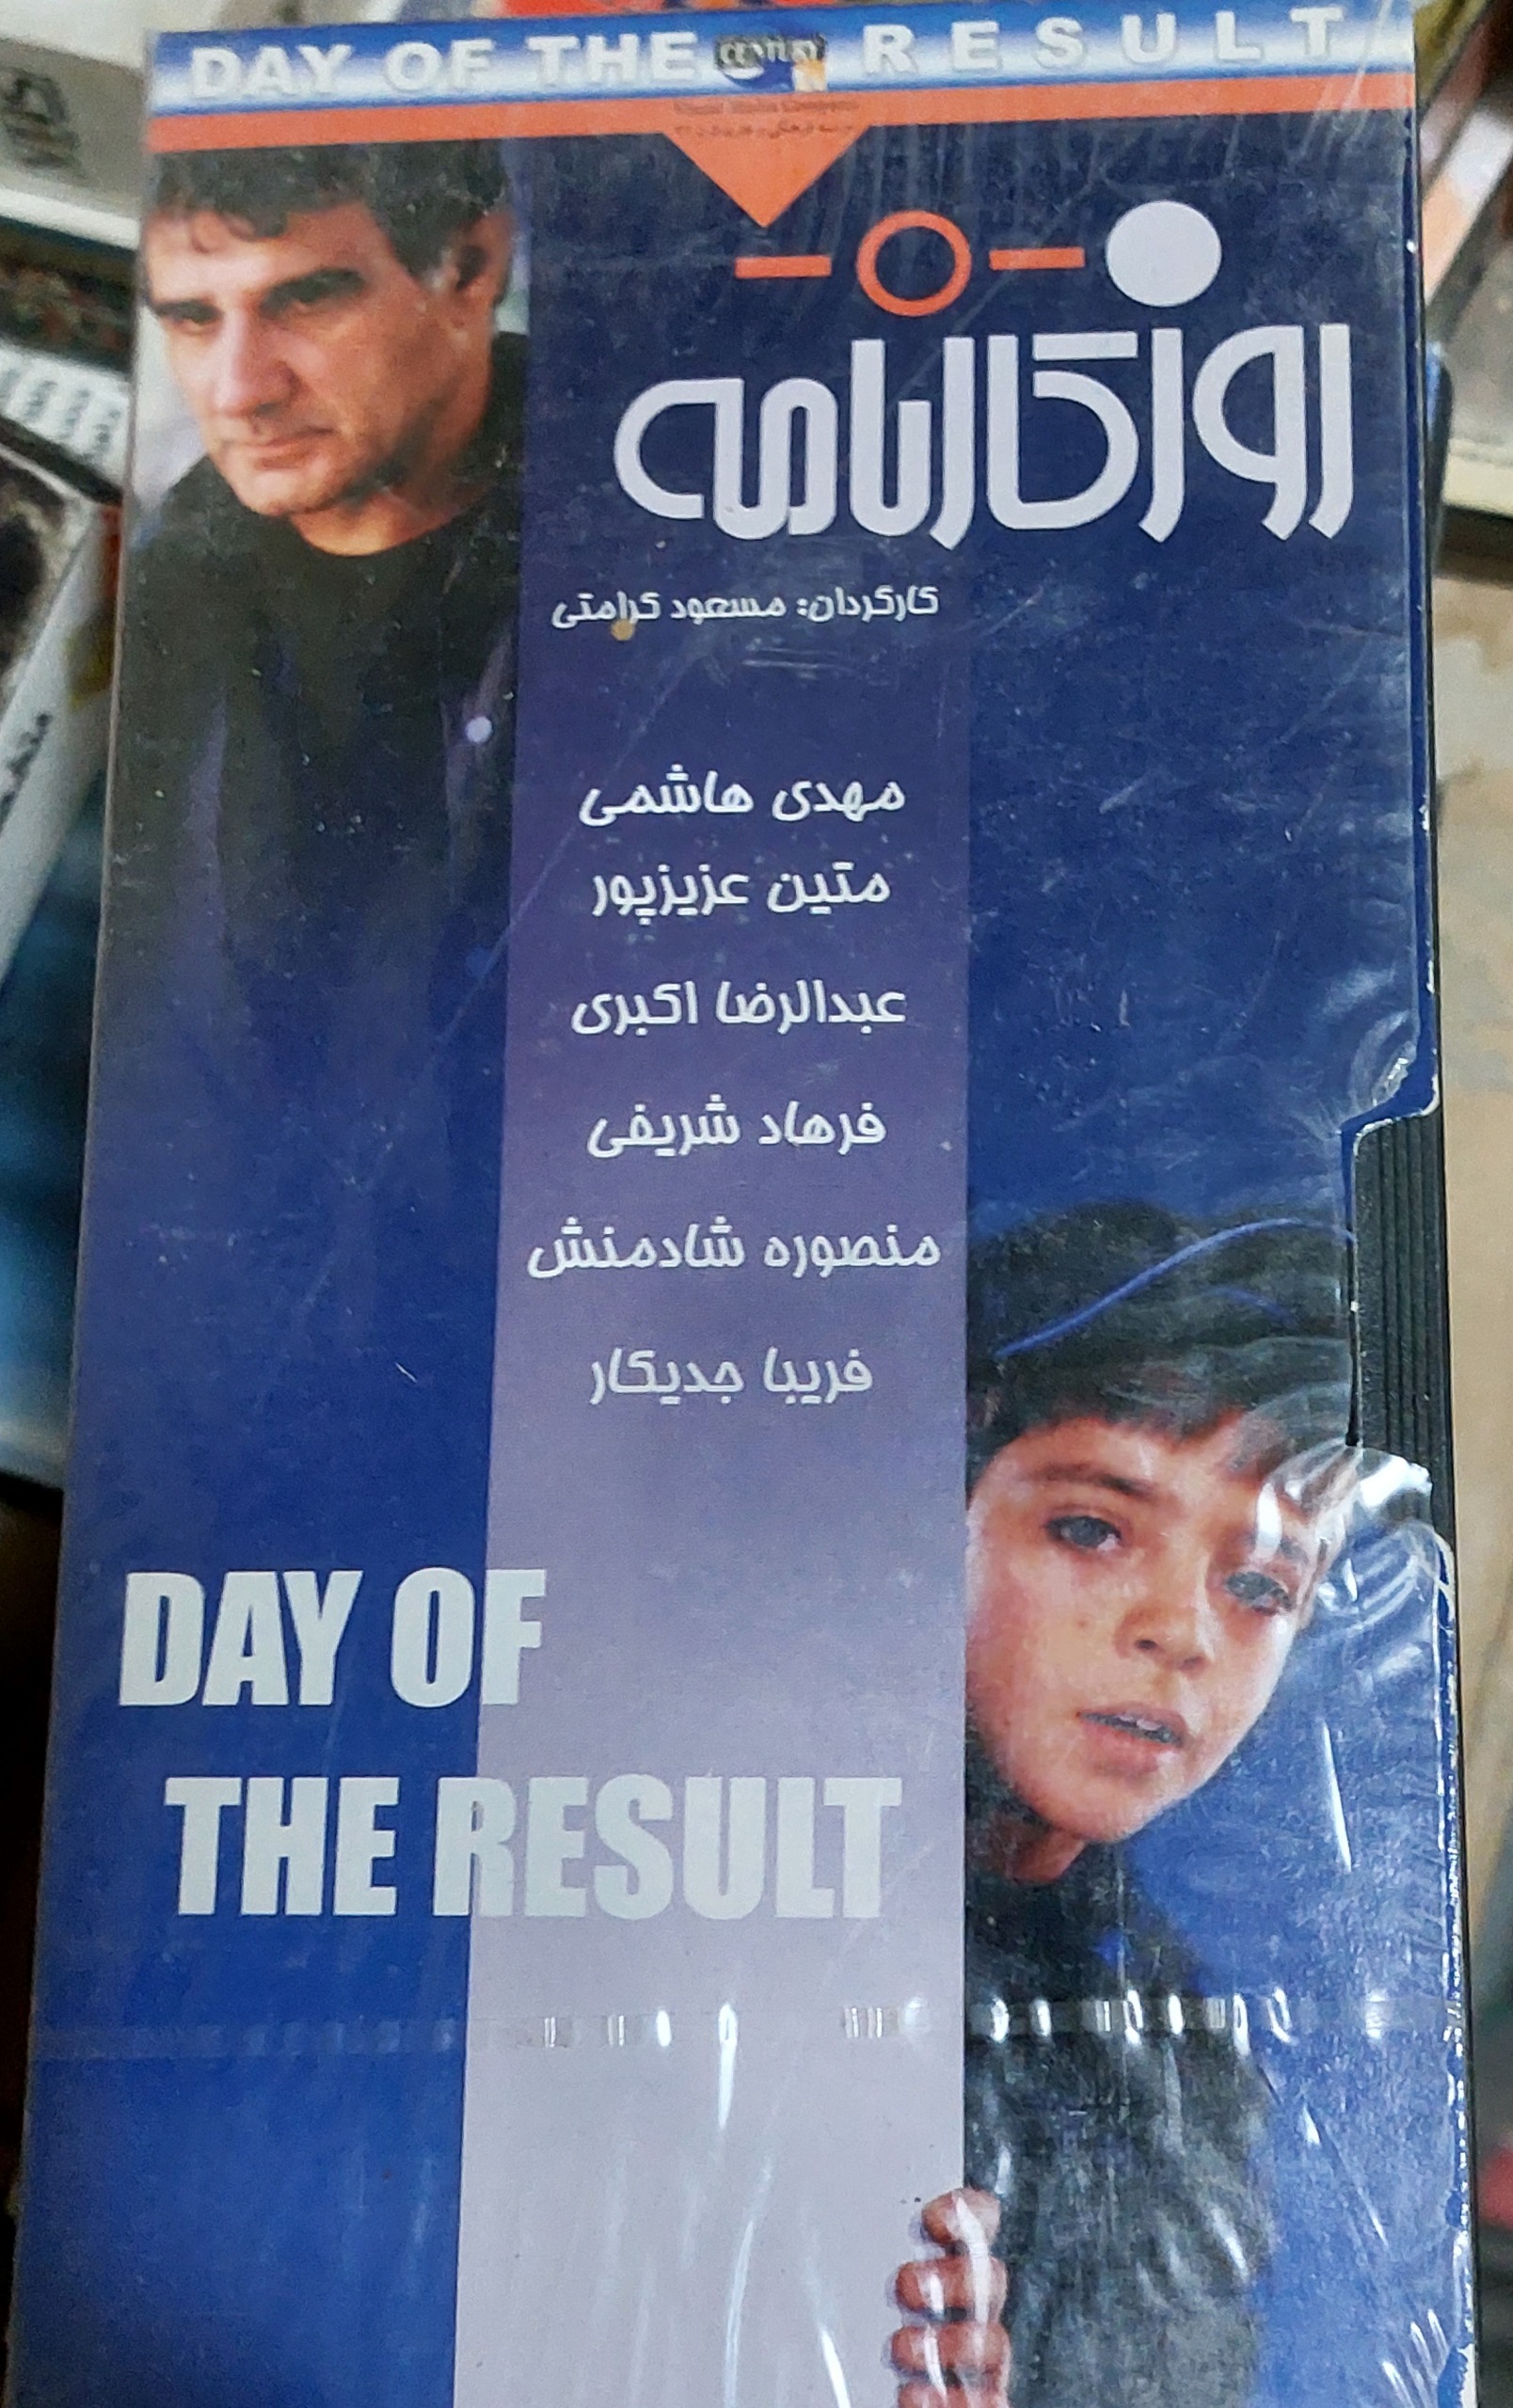 DAY OF THE RESULT
CENTURY
روز کارنامه
کارگردان: مسعود کرامتی
مهدی هاشمی
متین عزیزپور
عبدالرضا اکبری
فرهاد شریفی
منصوره شادمنش
فریبا جدیکار
DAY OF
THE RESULT